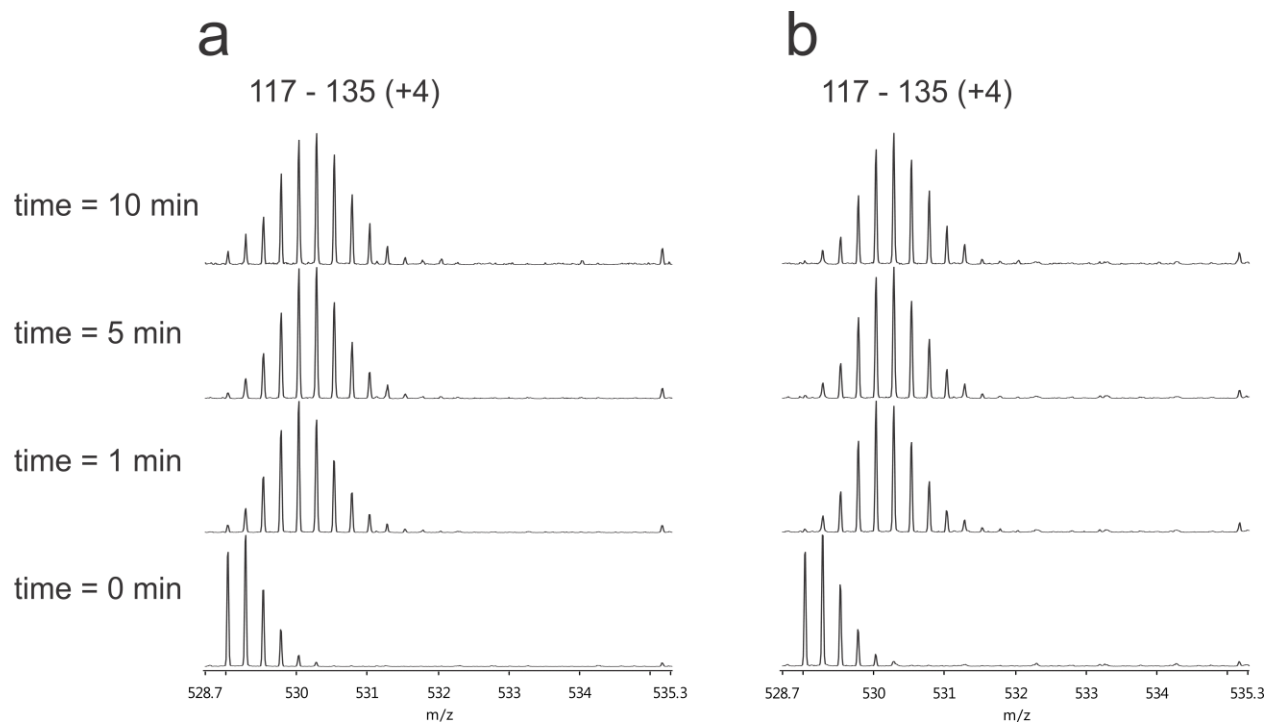 a b
117 - 135 (+4) 117 - 135 (+4)
time = 10 min
time = 5 min
time = 1 min
time = 0 min
528.7 530 531 532 533 534 535.3 528.7 530 531 532 533 534 535.3
m/z m/z